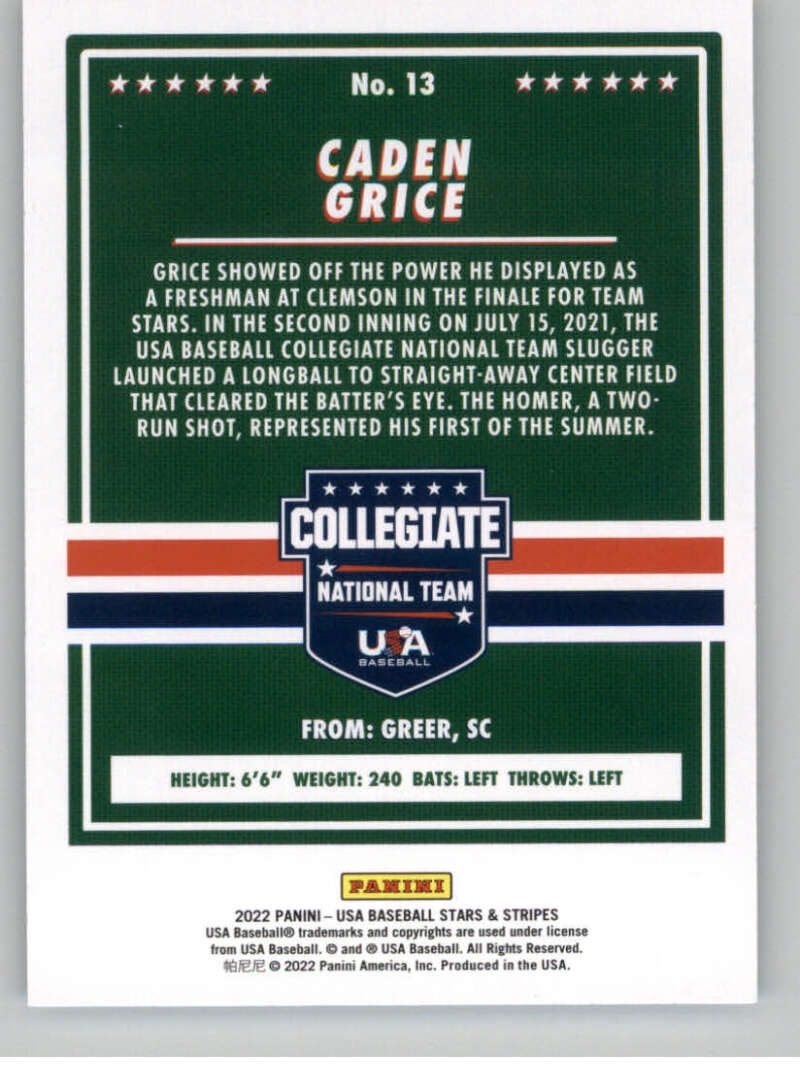 No. 13
CADEN
GRICE
GRICE SHOWED OFF THE POWER HE DISPLAYED AS
A FRESHMAN AT CLEMSON IN THE FINALE FOR TEAM
STARS. IN THE SECOND INNING ON JULY 15, 2021, THE
USA BASEBALL COLLEGIATE NATIONAL TEAM SLUGGER
LAUNCHED A LONGBALL TO STRAIGHT-AWAY CENTER FIELD
THAT CLEARED THE BATTER'S EYE. THE HOMER, A TWO-
RUN SHOT, REPRESENTED HIS FIRST OF THE SUMMER.
COLLEGIATE
NATIONAL TEAM
USA
BASEBALL
FROM: GREER, SC
HEIGHT: 6'6" WEIGHT: 240 BATS: LEFT THROWS: LEFT
PANINI
2022 PANINI – USA BASEBALL STARS & STRIPES
USA Baseball® trademarks and copyrights are used under license
from USA Baseball. © and ® USA Baseball. All Rights Reserved.
帕尼尼 © 2022 Panini America, Inc. Produced in the USA.